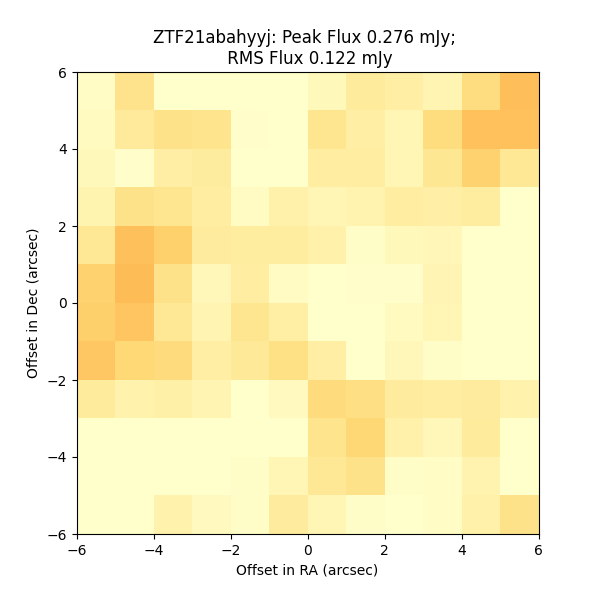 ZTF21abahyyj: Peak Flux 0.276 mJy;
RMS Flux 0.122 mJy
6
4
2
0
−2
−4
−6
Offset in Dec (arcsec)
−6 −4 −2 0 2 4 6
Offset in RA (arcsec)